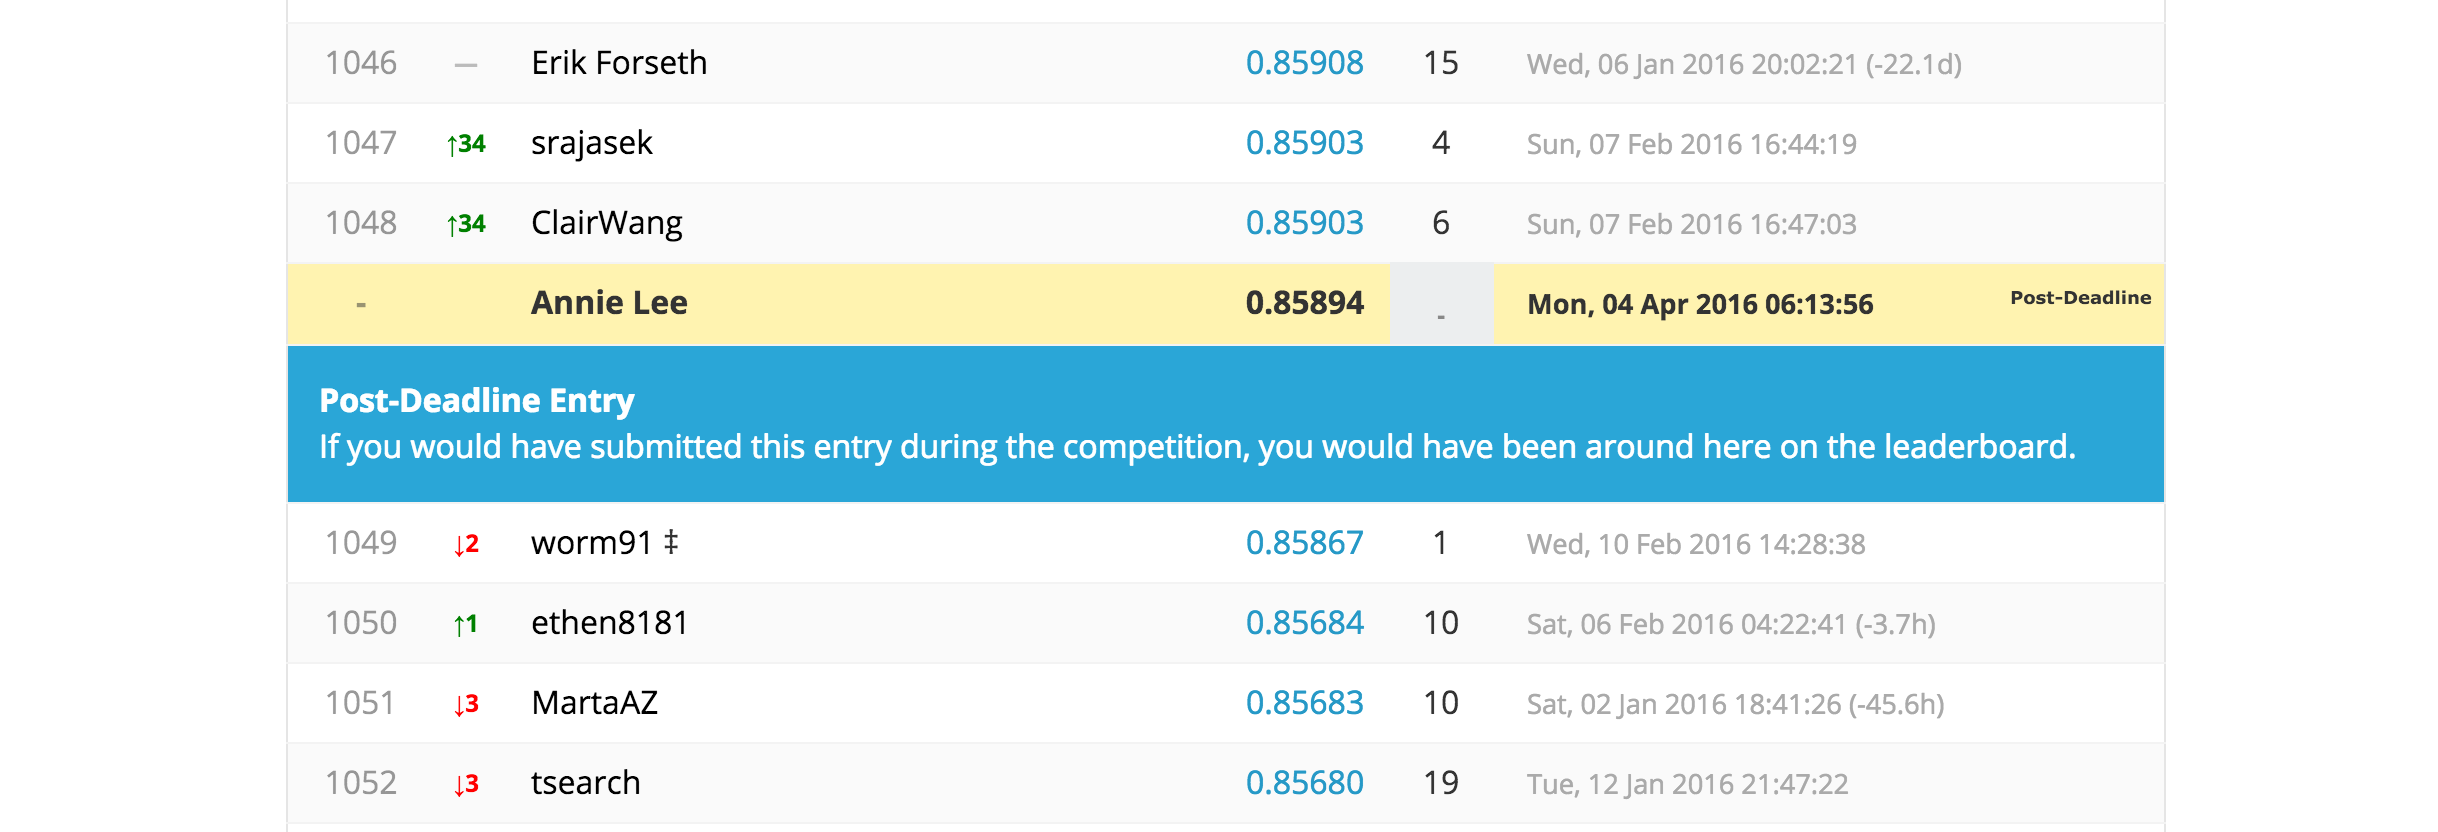 1046 — Erik Forseth 0.85908 15 Wed, 06 Jan 2016 20:02:21 (-22.1d)
1047 ↑34 srajasek 0.85903 4 Sun, 07 Feb 2016 16:44:19
1048 ↑34 ClairWang 0.85903 6 Sun, 07 Feb 2016 16:47:03
- Annie Lee 0.85894 - Mon, 04 Apr 2016 06:13:56 Post-Deadline
Post-Deadline Entry
If you would have submitted this entry during the competition, you would have been around here on the leaderboard.
1049 ↓2 worm91 ‡ 0.85867 1 Wed, 10 Feb 2016 14:28:38
1050 ↑1 ethen8181 0.85684 10 Sat, 06 Feb 2016 04:22:41 (-3.7h)
1051 ↓3 MartaAZ 0.85683 10 Sat, 02 Jan 2016 18:41:26 (-45.6h)
1052 ↓3 tsearch 0.85680 19 Tue, 12 Jan 2016 21:47:22